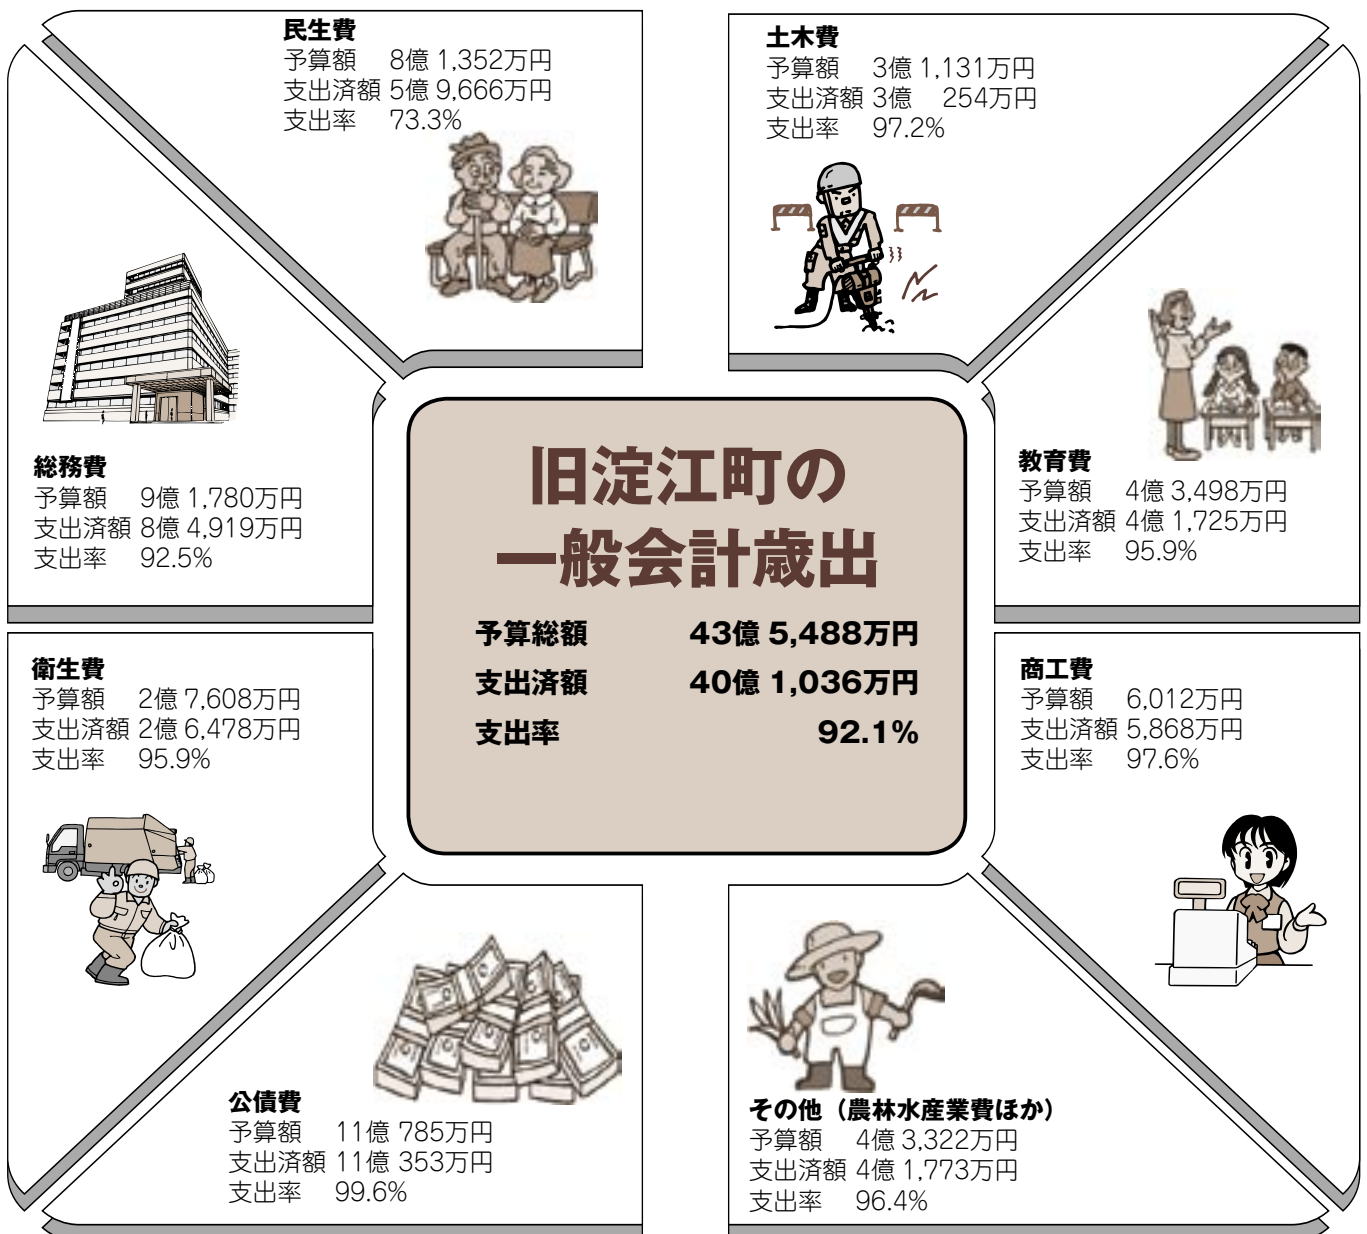 民生費
予算額 8億 1,352万円
支出済額 5億 9,666万円
支出率 73.3%
土木費
予算額 3億 1,131万円
支出済額 3億 254万円
支出率 97.2%
総務費
予算額 9億 1,780万円
支出済額 8億 4,919万円
支出率 92.5%
旧淀江町の
一般会計歳出
予算総額 43億 5,488万円
支出済額 40億 1,036万円
支出率 92.1%
教育費
予算額 4億 3,498万円
支出済額 4億 1,725万円
支出率 95.9%
衛生費
予算額 2億 7,608万円
支出済額 2億 6,478万円
支出率 95.9%
商工費
予算額 6,012万円
支出済額 5,868万円
支出率 97.6%
公債費
予算額 11億 785万円
支出済額 11億 353万円
支出率 99.6%
その他（農林水産業費ほか）
予算額 4億 3,322万円
支出済額 4億 1,773万円
支出率 96.4%